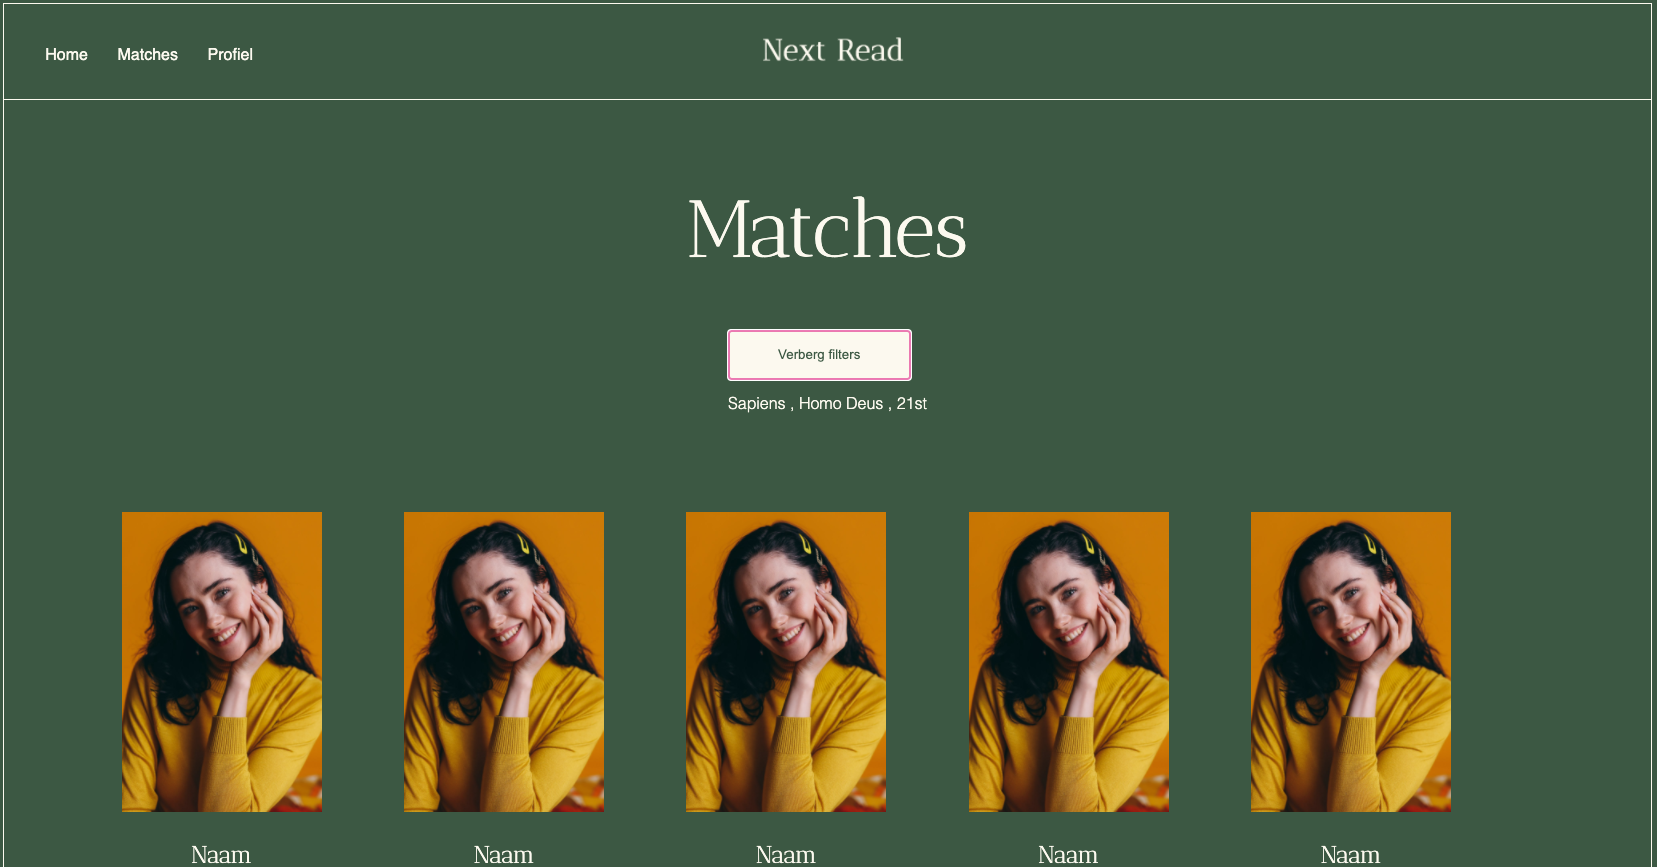 Home Matches Profiel Next Read
Matches
Verberg filters
Sapiens , Homo Deus , 21st
Naam Naam Naam Naam Naam